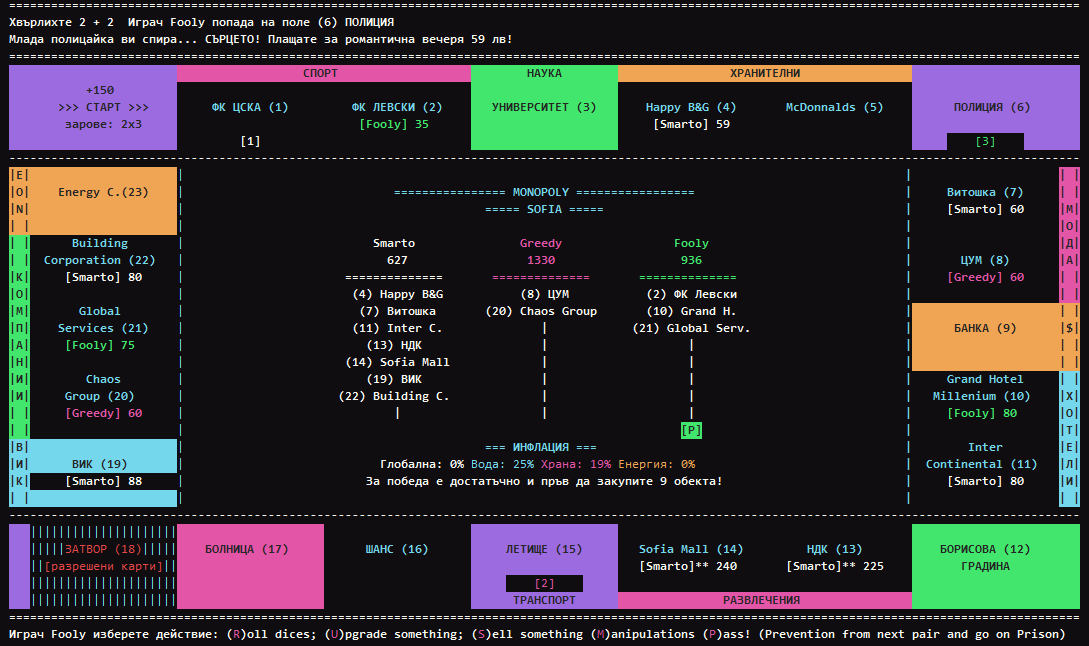 Хвърлихте 2 + 2  Играч Fooly попада на поле (6) ПОЛИЦИЯ
Млада полицайка ви спира... СЪРЦЕТО! Плащате за романтична вечеря 59 лв!
СПОРТ НАУКА ХРАНИТЕЛНИ
+150
>>> СТАРТ >>> ФК ЦСКА (1) ФК ЛЕВСКИ (2) УНИВЕРСИТЕТ (3) Happy B&G (4) McDonnalds (5) ПОЛИЦИЯ (6)
зарове: 2x3 [Fooly] 35 [Smarto] 59
[1] [3]
|E|
|O| Energy C.(23) ================ MONOPOLY ================= Витошка (7) | |
|N| ===== SOFIA ===== [Smarto] 60 |М|
|О|
Building Smarto Greedy Fooly |Д|
Corporation (22) 627 1330 936 ЦУМ (8) |А|
|К| [Smarto] 80 ============== ============== ============== [Greedy] 60
|О| (4) Happy B&G (8) ЦУМ (2) ФК Левски
|М| Global (7) Витошка (20) Chaos Group (10) Grand H.
|П| Services (21) (11) Inter C. (21) Global Serv. БАНКА (9) |$|
|А| [Fooly] 75 (13) НДК
|Н| (14) Sofia Mall
|И| Chaos (19) ВИК Grand Hotel
|И| Group (20) (22) Building C. Millenium (10) |Х|
[Greedy] 60 [Fooly] 80 |О|
[P] |Т|
|В| === ИНФЛАЦИЯ === Inter |Е|
|И| ВИК (19) Глобална: 0% Вода: 25% Храна: 19% Енергия: 0% Continental (11) |Л|
|К| [Smarto] 88 За победа е достатъчно и пръв да закупите 9 обекта! [Smarto] 80 |И|
ЗАТВОР (18) БОЛНИЦА (17) ШАНС (16) ЛЕТИЩЕ (15) Sofia Mall (14) НДК (13) БОРИСОВА (12)
[разрешени карти] [Smarto]** 240 [Smarto]** 225 ГРАДИНА
[2]
ТРАНСПОРТ РАЗВЛЕЧЕНИЯ
Играч Fooly изберете действие: (R)oll dices; (U)pgrade something; (S)ell something (M)anipulations (P)ass! (Prevention from next pair and go on Prison)